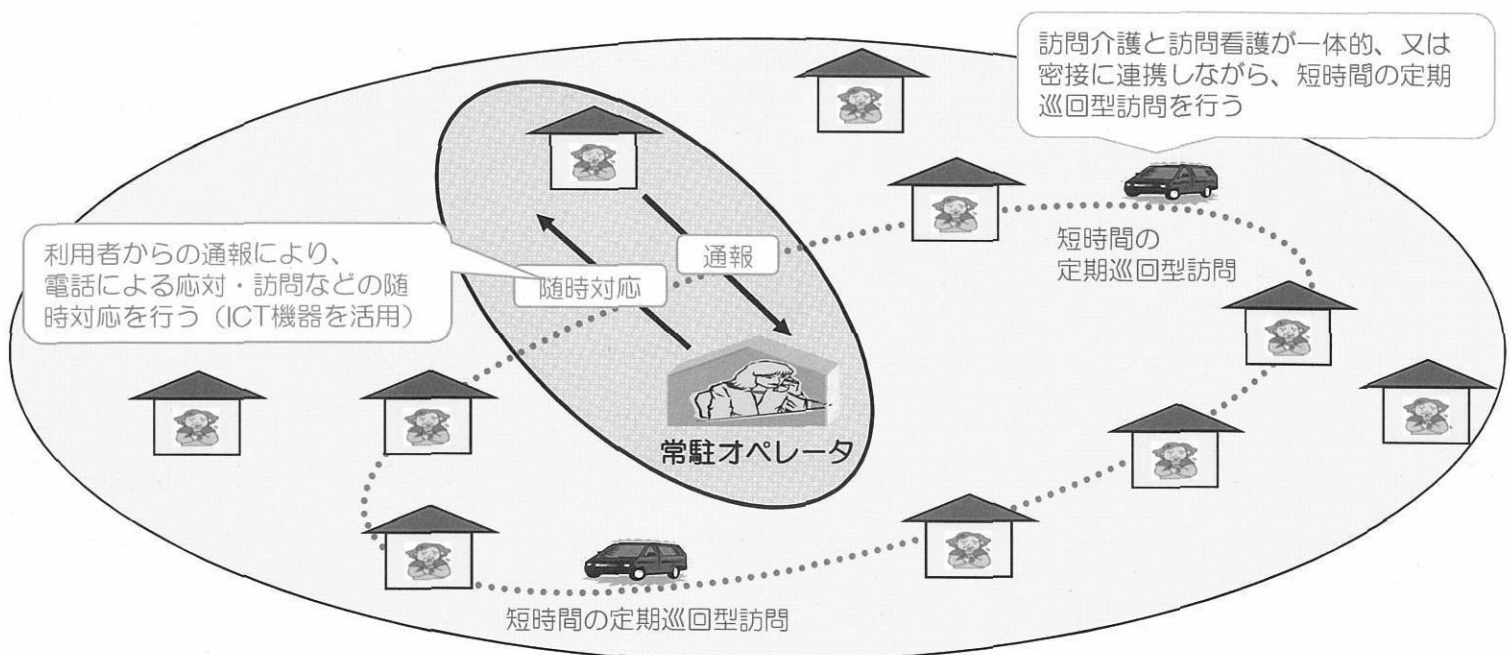 訪問介護と訪問看護が一体的、又は
密接に連携しながら、短時間の定期
巡回型訪問を行う
利用者からの通報により、
電話による応対・訪問などの随
時対応を行う（ICT機器を活用）
通報
随時対応
短時間の
定期巡回型訪問
常駐オペレータ
短時間の定期巡回型訪問